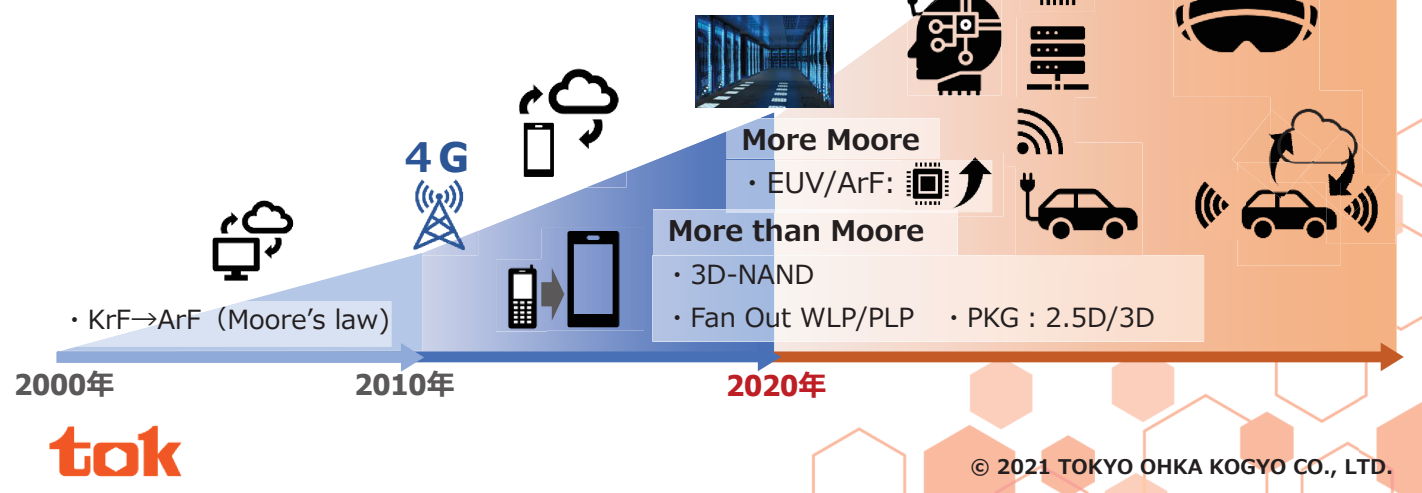 4G
More Moore
・EUV/ArF:
More than Moore
・3D-NAND
・KrF→ArF（Moore's law)
・Fan Out WLP/PLP ・PKG：2.5D/3D
2000年 2010年 2020年
tok
© 2021 TOKYO OHKA KOGYO CO., LTD.